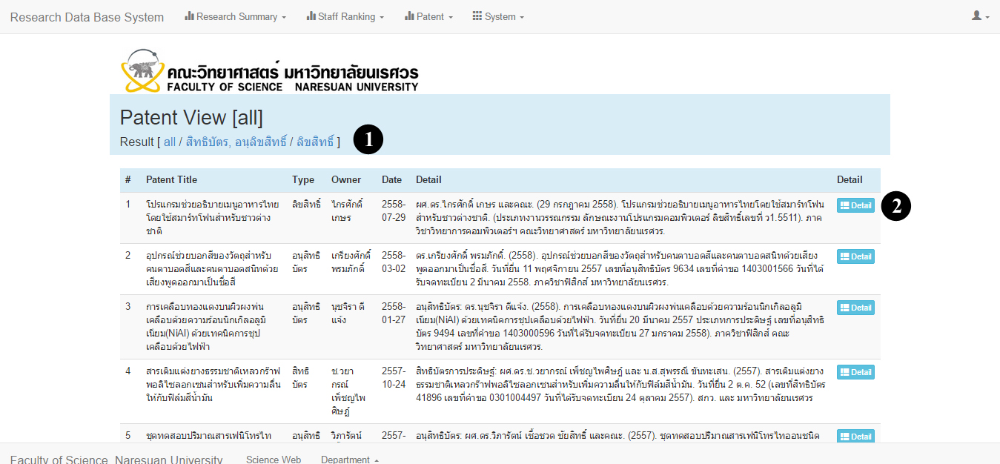 Research Data Base System Research Summary Staff Ranking Patent System
คณะวิทยาศาสตร์ มหาวิทยาลัยนเรศวร
FACULTY OF SCIENCE NARESUAN UNIVERSITY
Patent View [all]
Result [ all / สิทธิบัตร, อนุลิขสิทธิ์ / ลิขสิทธิ์ ] 1
# Patent Title Type Owner Date Detail Detail
1 โปรแกรมช่วยอธิบายเมนูอาหารไทย ลิขสิทธิ์ ไกรศักดิ์ 2558- ผศ.ดร.ไกรศักดิ์ เกษร และคณะ. (29 กรกฎาคม 2558). โปรแกรมช่วยอธิบายเมนูอาหารไทยโดยใช้สมาร์ทโฟน Detail 2
โดยใช้สมาร์ทโฟนสำหรับชาวต่าง เกษร 07-29 สำหรับชาวต่างชาติ. (ประเภทงานวรรณกรรม ลักษณะงานโปรแกรมคอมพิวเตอร์ ลิขสิทธิ์เลขที่ ว1.5511). ภาค
ชาติ วิชาวิทยาการคอมพิวเตอร์ฯ คณะวิทยาศาสตร์ มหาวิทยาลัยนเรศวร.
2 อุปกรณ์ช่วยบอกสีของวัตถุสำหรับ อนุสิทธิ เกรียงศักดิ์ 2558- ดร.เกรียงศักดิ์ พรมภักดิ์. (2558). อุปกรณ์ช่วยบอกสีของวัตถุสำหรับคนตาบอดสีและคนตาบอดสนิทด้วยเสียง Detail
คนตาบอดสีและคนตาบอดสนิทด้วย บัตร พรมภักดิ์ 03-02 พูดออกมาเป็นชื่อสี. วันที่ยื่น 11 พฤศจิกายน 2557 เลขที่อนุสิทธิบัตร 9634 เลขที่คำขอ 1403001566 วันที่ได้
เสียงพูดออกมาเป็นชื่อสี รับจดทะเบียน 2 มีนาคม 2558. ภาควิชาฟิสิกส์ มหาวิทยาลัยนเรศวร.
3 การเคลือบทองแดงบนผิวผงพ่น อนุสิทธิ นุชจิรา ดี 2558- อนุสิทธิบัตร: ดร.นุชจิรา ดีแจ้ง. (2558). การเคลือบทองแดงบนผิวผงพ่นเคลือบด้วยความร้อนนิกเกิลอลูมิ Detail
เคลือบด้วยความร้อนนิกเกิลอลูมิ บัตร แจ้ง 01-27 เนียม(NiAl) ด้วยเทคนิคการชุปเคลือบด้วยไฟฟ้า. วันที่ยื่น 20 มีนาคม 2557 ประเภทการประดิษฐ์ เลขที่อนุสิทธิ
เนียม(NiAl) ด้วยเทคนิคการชุป บัตร 9494 เลขที่คำขอ 1403000596 วันที่ได้รับจดทะเบียน 27 มกราคม 2558). ภาควิชาฟิสิกส์ คณะ
เคลือบด้วยไฟฟ้า วิทยาศาสตร์ มหาวิทยาลัยนเรศวร.
4 สารเติมแต่งยางธรรมชาติเหลวกร๊าฟ สิทธิ ช.วยา 2557- สิทธิบัตรการประดิษฐ์: ผศ.ดร.ช.วยากรณ์ เพ็ชญไพศิษฎ์ และ น.ส.สุพรรณี ขันทะเสน. (2557). สารเติมแต่งยาง Detail
พอลิไซลอกเซนสำหรับเพิ่มความลื่น บัตร กรณ์ 10-24 ธรรมชาติเหลวกร๊าฟพอลิไซลอกเซนสำหรับเพิ่มความลื่นให้กับฟิล์มสีน้ำมัน. วันที่ยื่น 2 ต.ค. 52 (เลขที่สิทธิบัตร
ให้กับฟิล์มสีน้ำมัน เพ็ชญไพ 41896 เลขที่คำขอ 0301004497 วันที่ได้รับจดทะเบียน 24 ตุลาคม 2557). สกว. และ มหาวิทยาลัยนเรศวร
ศิษฎ์
5 ชุดทดสอบปริมาณสารเฟนิโทรไท อนุสิทธิ วิภารัตน์ 2557- อนุสิทธิบัตร: ผศ.ดร.วิภารัตน์ เชื้อชวด ชัยสิทธิ์ และคณะ. (2557). ชุดทดสอบปริมาณสารเฟนิโทรไทออนชนิด Detail
Faculty of Science, Naresuan University Science Web Department